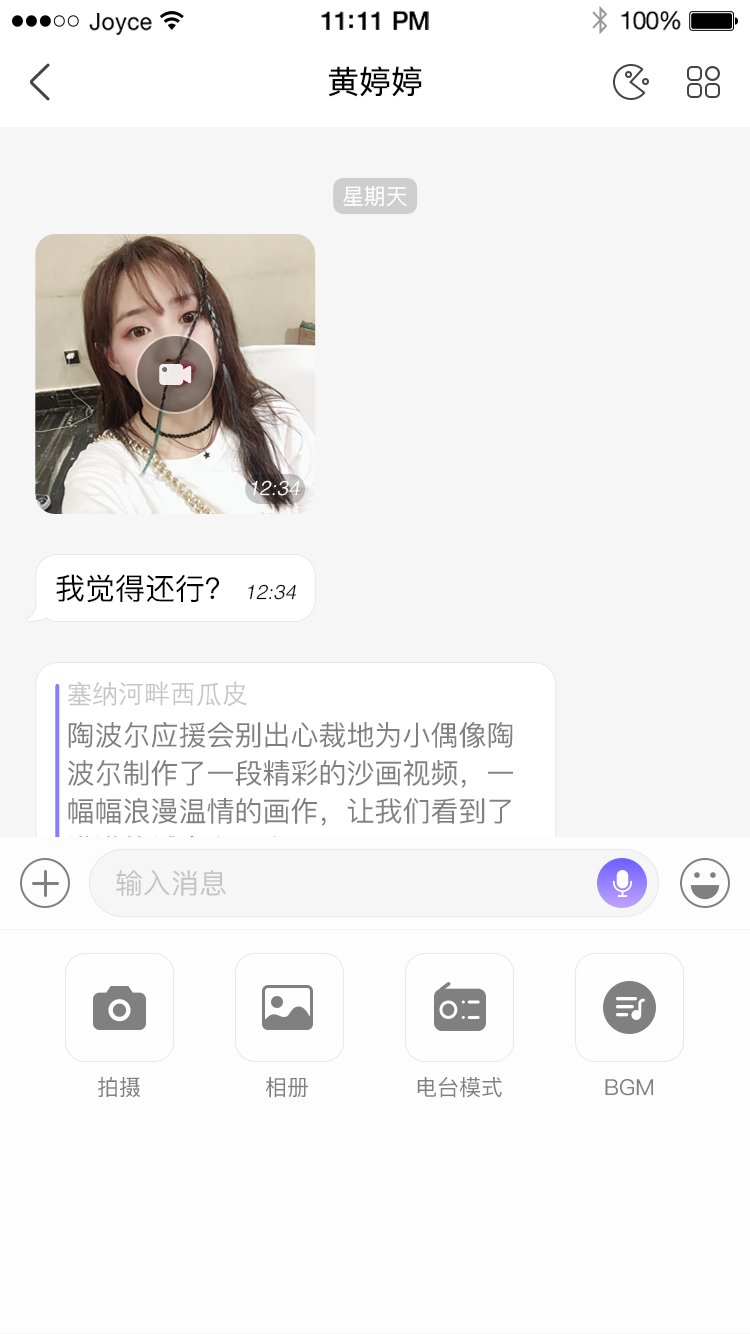 Joyce
11:11 PM
100%
黄婷婷
星期天
12:34
我觉得还行？ 12:34
塞纳河畔西瓜皮
陶波尔应援会别出心裁地为小偶像陶
波尔制作了一段精彩的沙画视频，一
幅幅浪漫温情的画作，让我们看到了
输入消息
拍摄
相册
电台模式
BGM